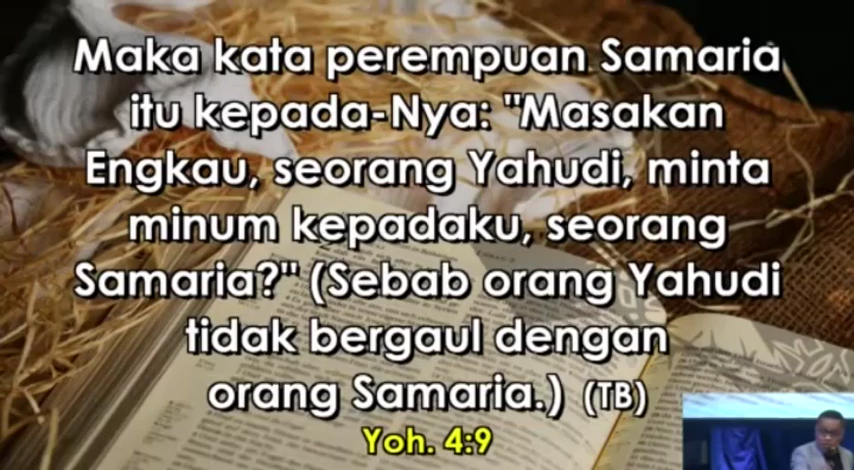 Maka kata perempuan Samaria
itu kepada-Nya: "Masakan
Engkau, seorang Yahudi, minta
minum kepadaku, seorang
Samaria?" (Sebab orang Yahudi
tidak bergaul dengan
orang Samaria.) (TB)
Yoh. 4:9